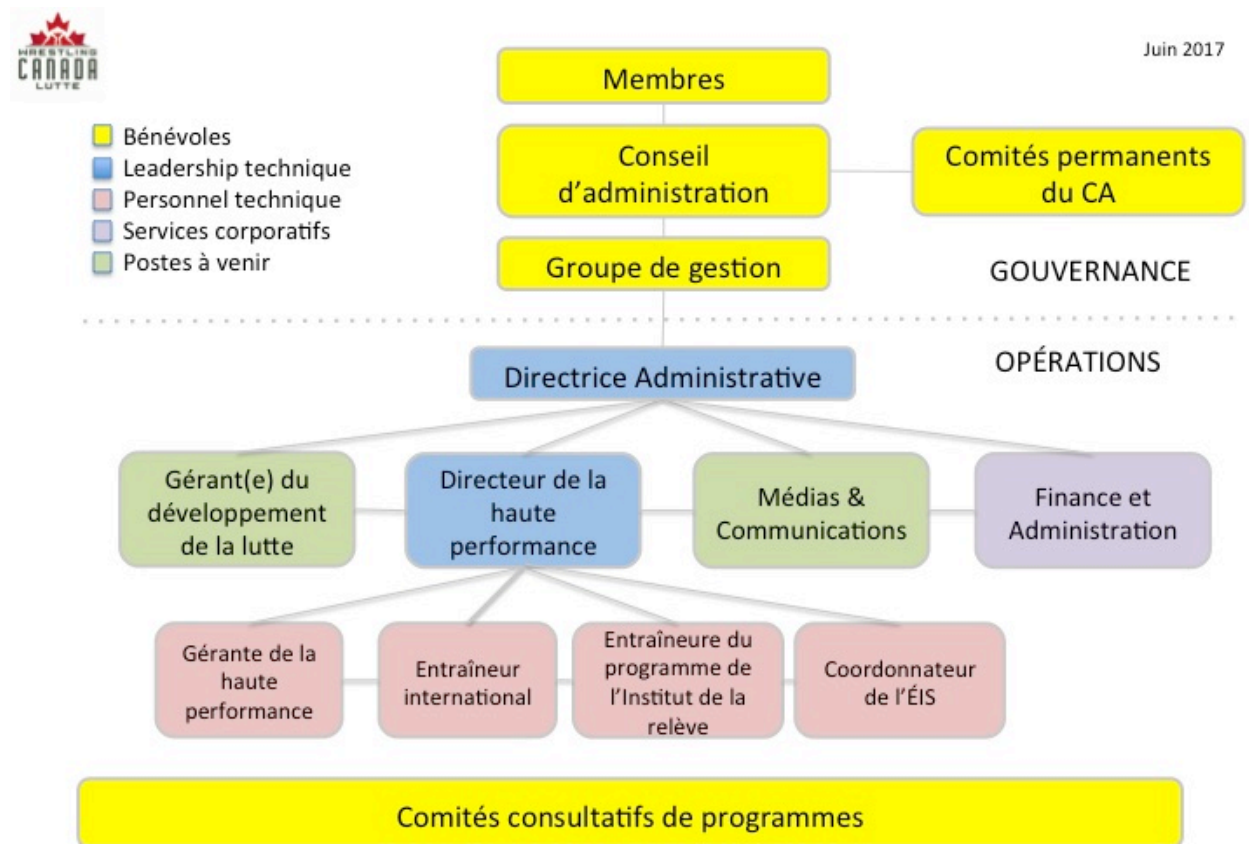 WRESTLING
CANADA
LUTTE
Juin 2017
Bénévoles
Leadership technique
Personnel technique
Services corporatifs
Postes à venir
Membres
Conseil
d'administration
Comités permanents
du CA
Groupe de gestion
GOUVERNANCE
OPÉRATIONS
Directrice Administrative
Gérant(e) du
développement
de la lutte
Directeur de la
haute
performance
Médias &
Communications
Finance et
Administration
Gérante de la
haute
performance
Entraîneur
international
Entraîneure du
programme de
l'Institut de la
relève
Coordonnateur
de l'ÉIS
Comités consultatifs de programmes